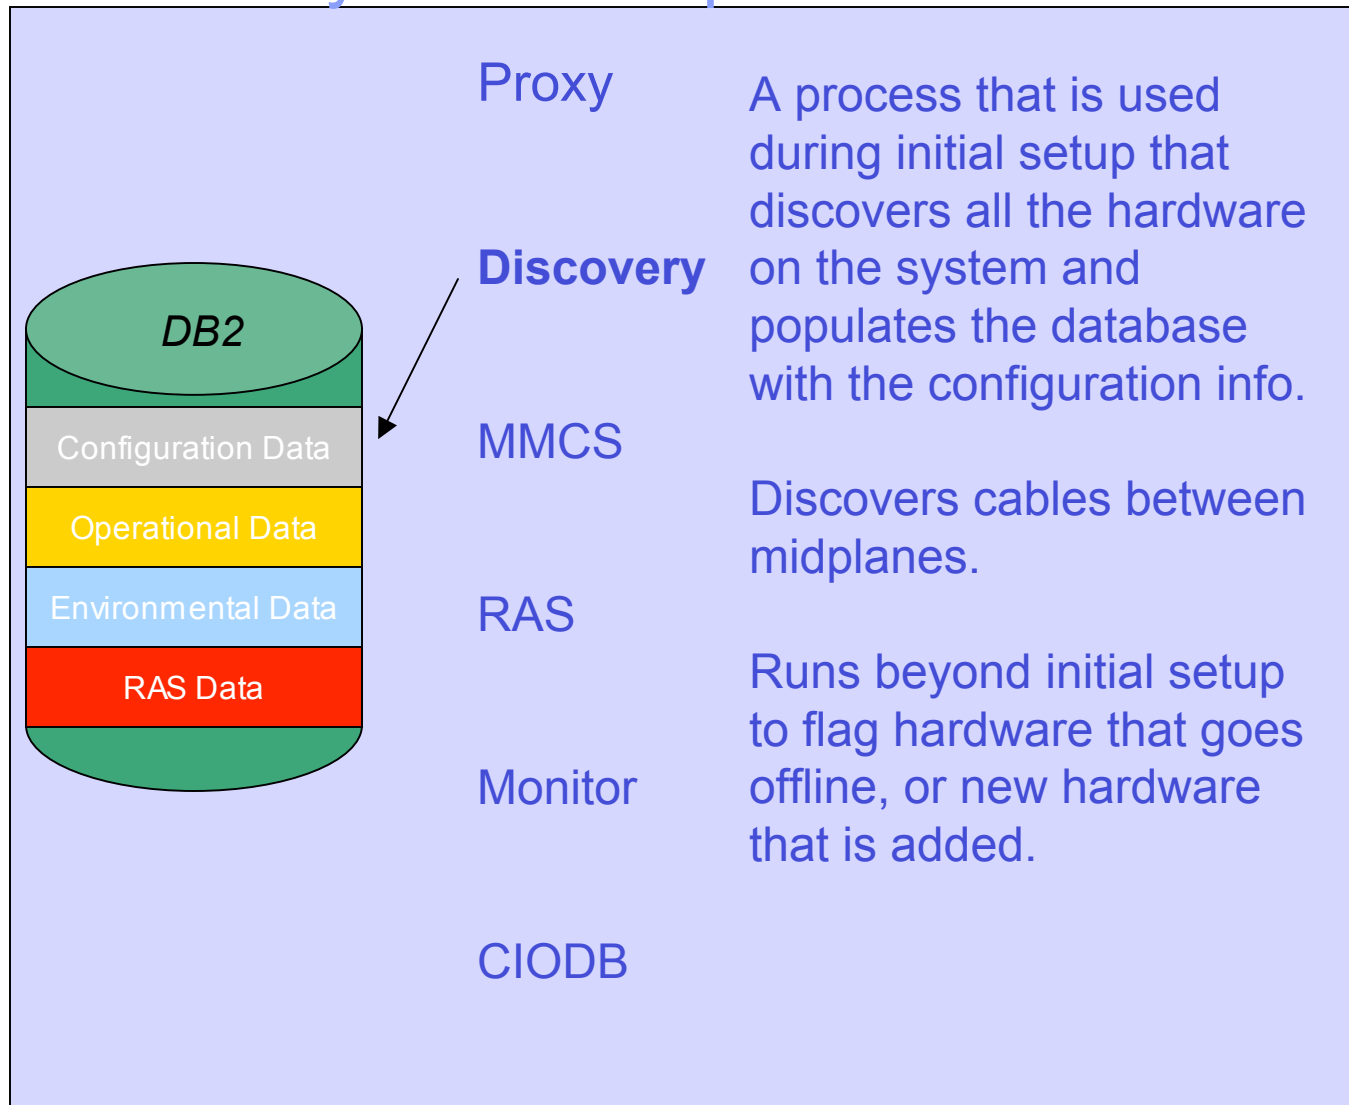 Proxy
Discovery
MMCS
RAS
Monitor
CIODB
A process that is used
during initial setup that
discovers all the hardware
on the system and
populates the database
with the configuration info.
Discovers cables between
midplanes.
Runs beyond initial setup
to flag hardware that goes
offline, or new hardware
that is added.
DB2
Configuration Data
Operational Data
Environmental Data
RAS Data